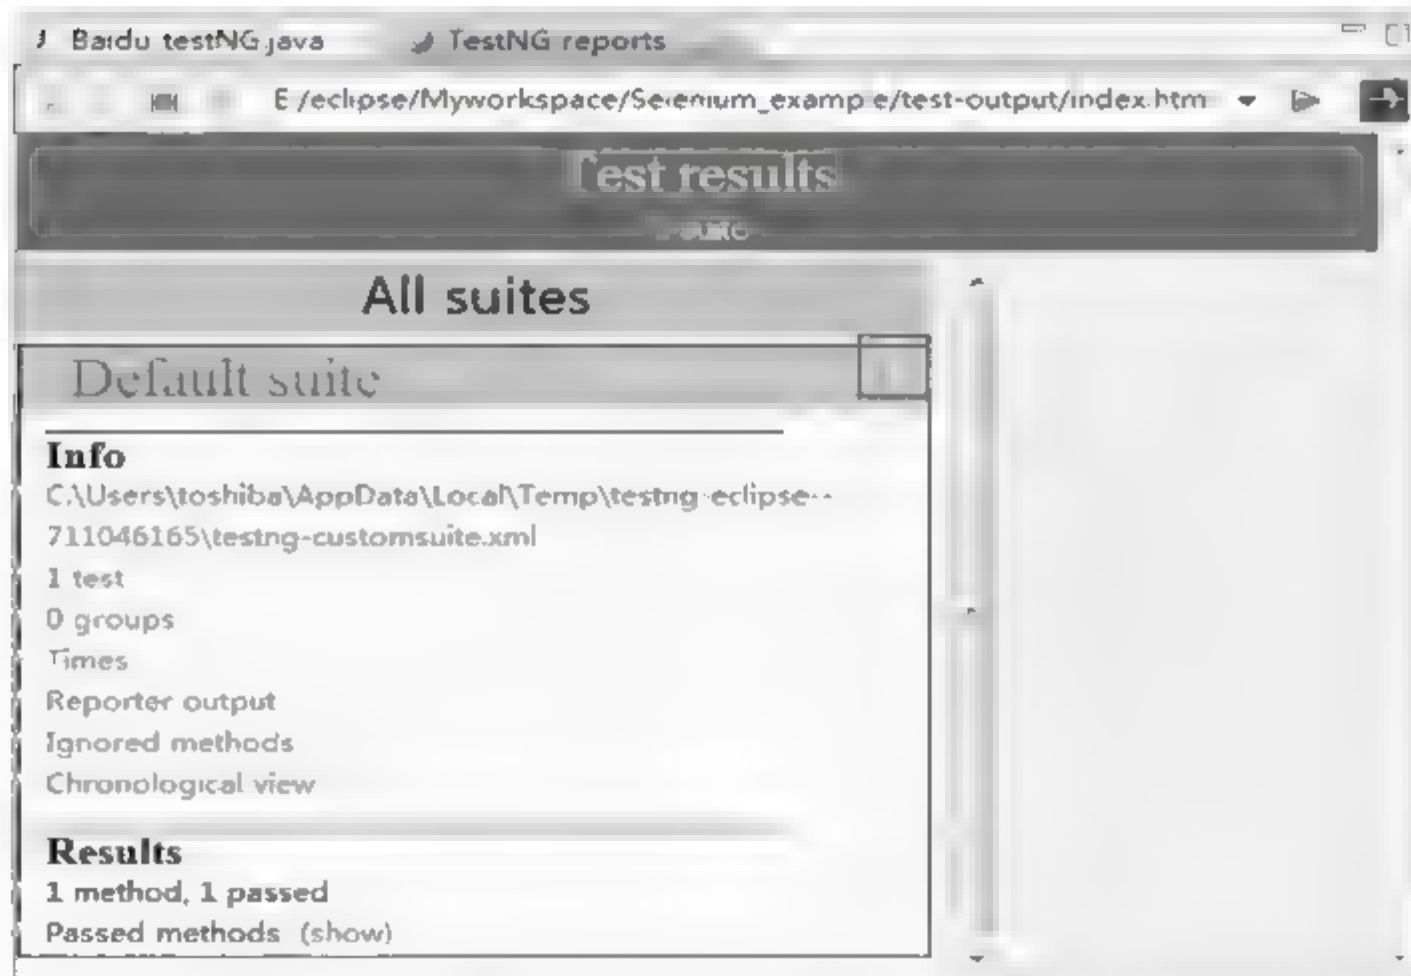 Baidu testNG.java TestNG reports
E /eclipse/Myworkspace/Selenium_example/test-output/index.htm
Test results
All suites
Default suite
Info
C:\Users\toshiba\AppData\Local\Temp\testng-eclipse--
711046165\testng-customsuite.xml
1 test
0 groups
Times
Reporter output
Ignored methods
Chronological view
Results
1 method, 1 passed
Passed methods (show)